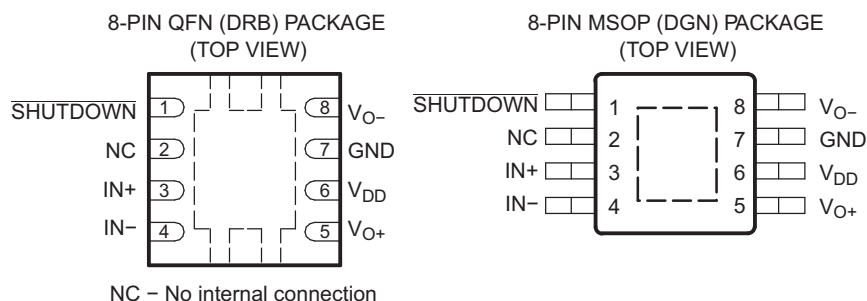 8-PIN QFN (DRB) PACKAGE
(TOP VIEW)
SHUTDOWN 1 8 VO−
NC 2 7 GND
IN+ 3 6 VDD
IN− 4 5 VO+
NC − No internal connection
8-PIN MSOP (DGN) PACKAGE
(TOP VIEW)
SHUTDOWN 1 8 VO−
NC 2 7 GND
IN+ 3 6 VDD
IN− 4 5 VO+